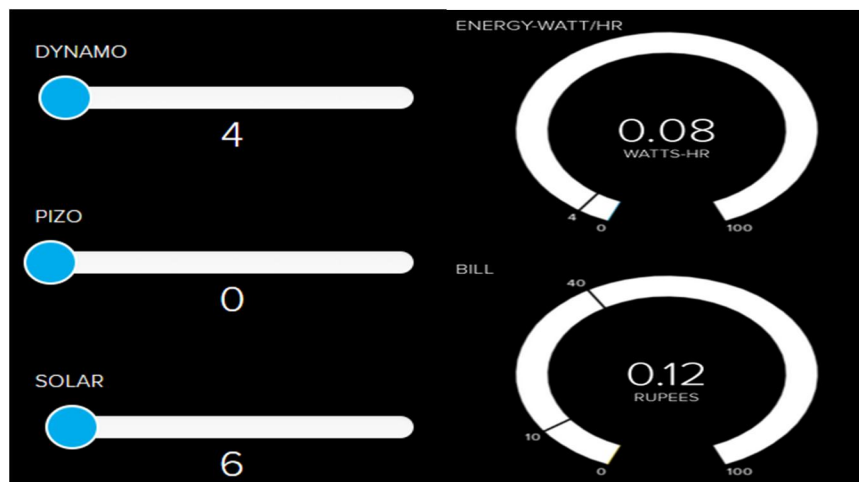 DYNAMO
4
PIZO
0
SOLAR
6
ENERGY-WATT/HR
0.08
WATTS-HR
4
0
100
BILL
40
0.12
RUPEES
10
0
100